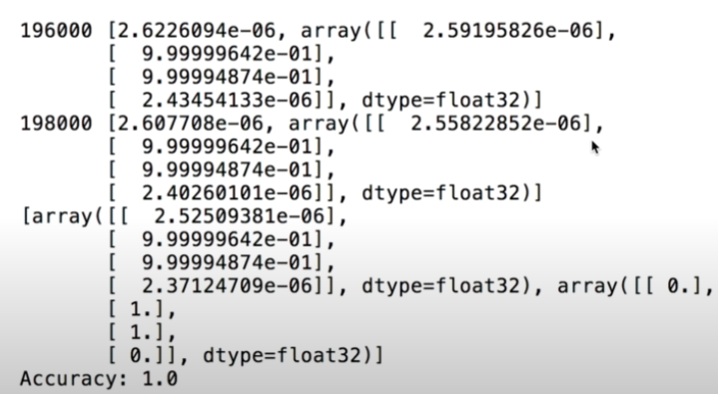 196000 [2.6226094e-06, array([[  2.59195826e-06],
       [  9.99999642e-01],
       [  9.99994874e-01],
       [  2.43454133e-06]], dtype=float32)]
198000 [2.607708e-06, array([[  2.55822852e-06],
       [  9.99999642e-01],
       [  9.99994874e-01],
       [  2.40260101e-06]], dtype=float32)]
[array([[  2.52509381e-06],
       [  9.99999642e-01],
       [  9.99994874e-01],
       [  2.37124709e-06]], dtype=float32), array([[ 0.],
       [ 1.],
       [ 1.],
       [ 0.]], dtype=float32)]
Accuracy: 1.0